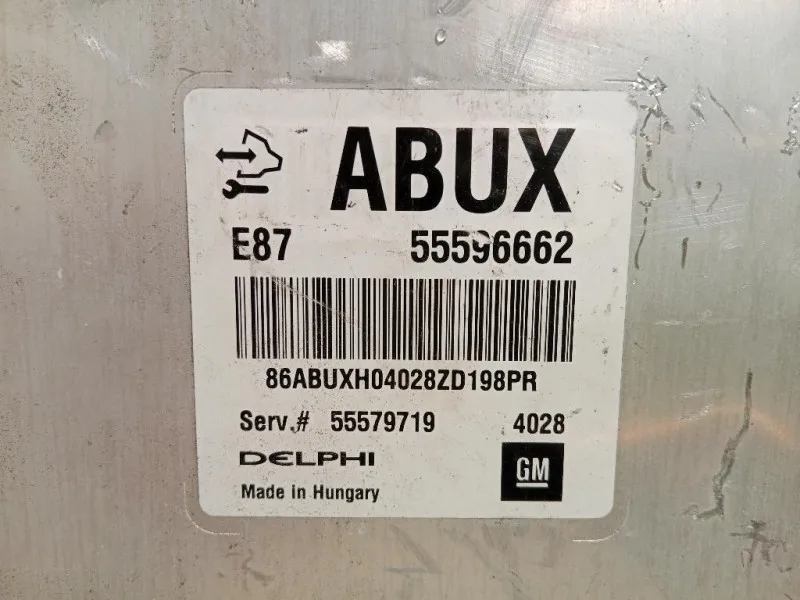 ABUX
E87 55596662
86ABUXH04028ZD198PR
Serv.# 55579719 4028
DELPHI
GM
Made in Hungary